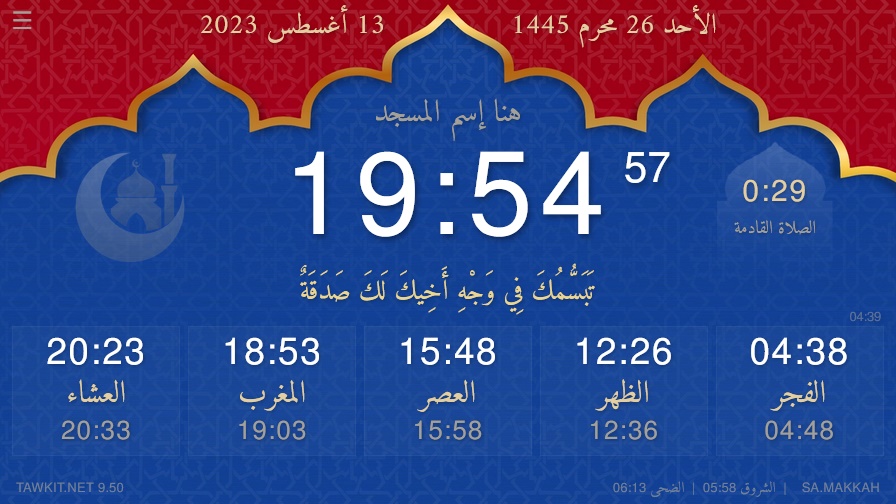 الأحد 26 محرم 1445
13 أغسطس 2023
هنا إسم المسجد
19:54 57
0:29
الصلاة القادمة
تَبَسُّمُكَ فِي وَجْهِ أَخِيكَ لَكَ صَدَقَةٌ
04:39
04:38
الفجر
04:48
12:26
الظهر
12:36
15:48
العصر
15:58
18:53
المغرب
19:03
20:23
العشاء
20:33
SA.MAKKAH | الشروق 05:58 | الضحى 06:13
TAWKIT.NET 9.50